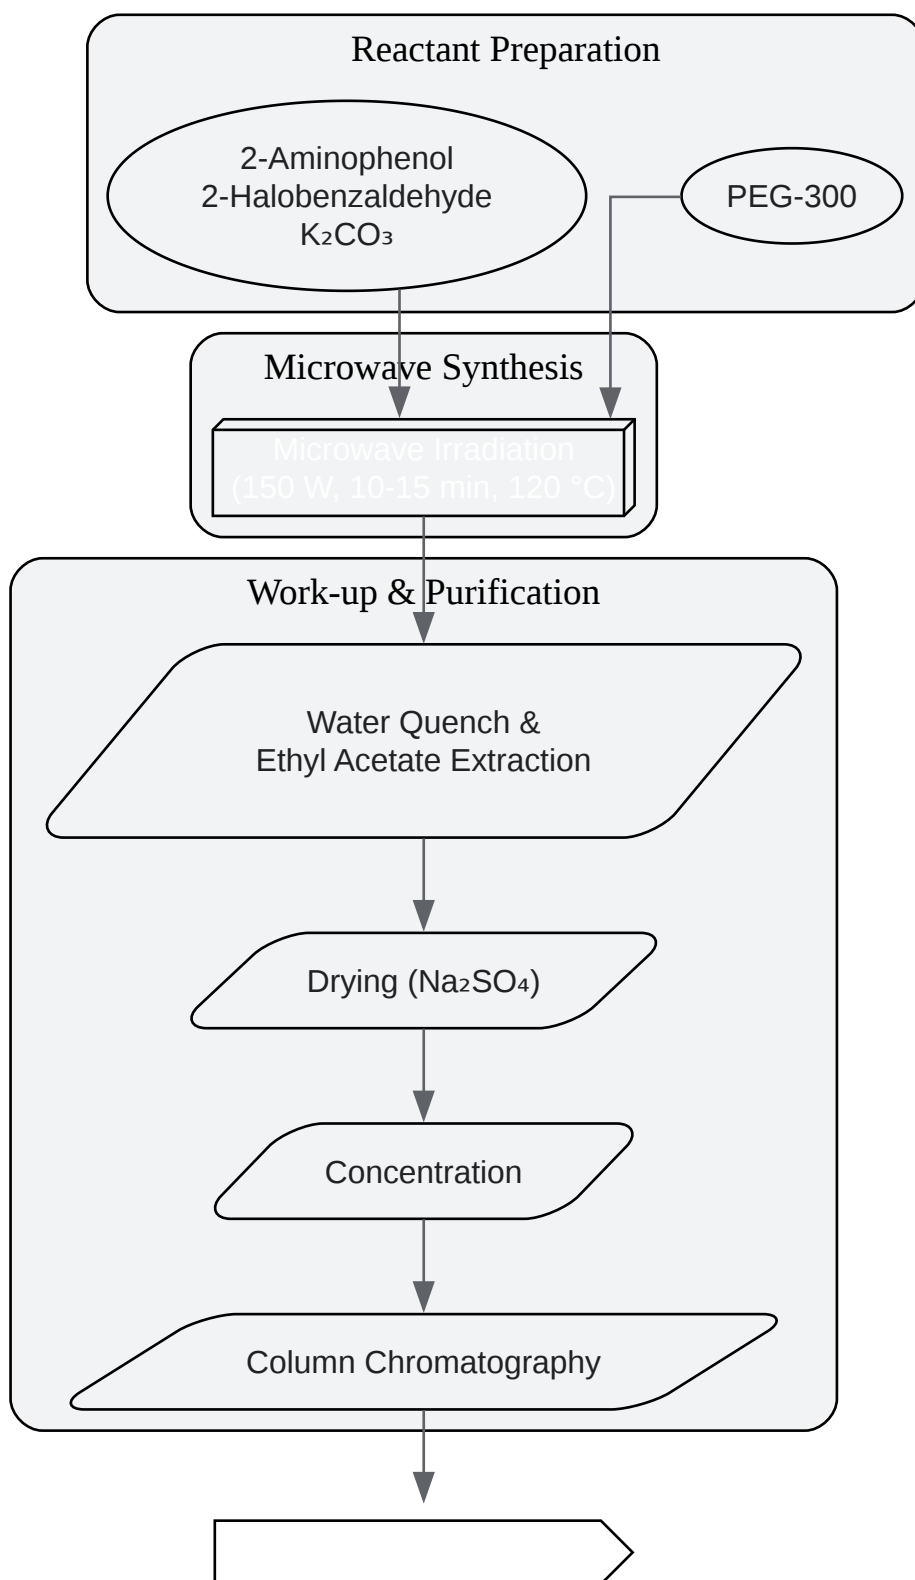 Reactant Preparation
2-Aminophenol
2-Halobenzaldehyde
K₂CO₃
PEG-300
Microwave Synthesis
Microwave Irradiation
(150 W, 10-15 min, 120 °C)
Work-up & Purification
Water Quench &
Ethyl Acetate Extraction
Drying (Na₂SO₄)
Concentration
Column Chromatography